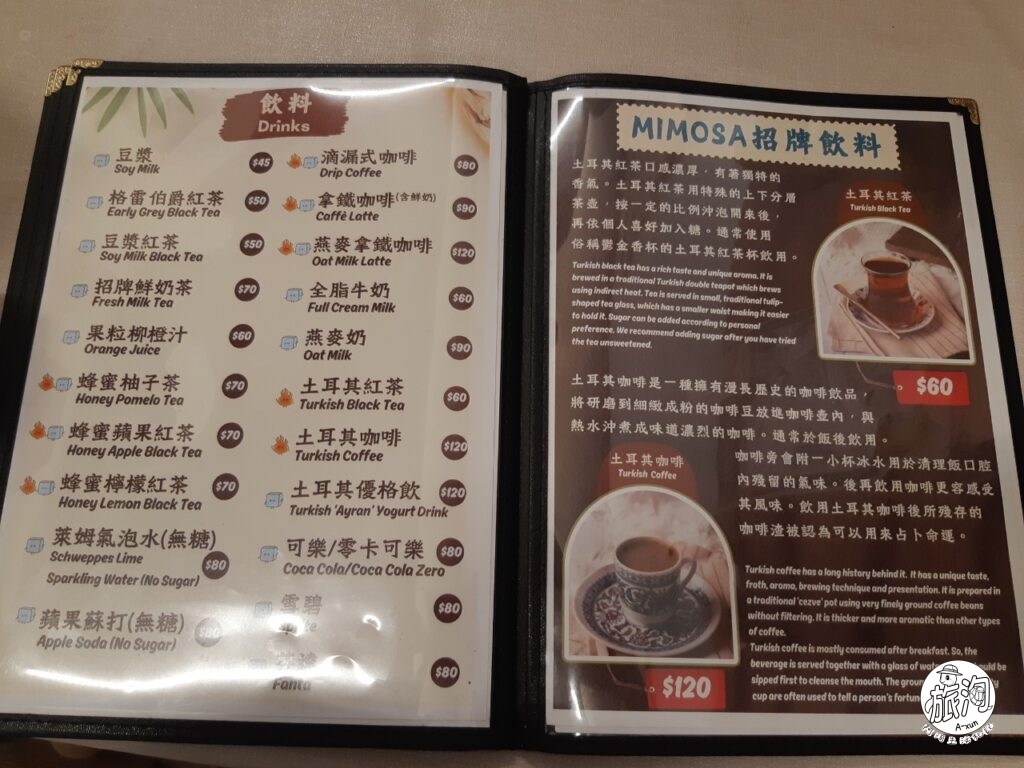 飲料
Drinks
豆漿
Soy Milk
$45
格雷伯爵紅茶
Early Grey Black Tea
$50
豆漿紅茶
Soy Milk Black Tea
$50
招牌鮮奶茶
Fresh Milk Tea
$70
果粒柳橙汁
Orange Juice
$60
蜂蜜柚子茶
Honey Pomelo Tea
$70
蜂蜜蘋果紅茶
Honey Apple Black Tea
$70
蜂蜜檸檬紅茶
Honey Lemon Black Tea
$70
萊姆氣泡水(無糖)
Schweppes Lime
Sparkling Water (No Sugar)
$80
蘋果蘇打(無糖)
Apple Soda (No Sugar)
$80
滴漏式咖啡
Drip Coffee
$80
拿鐵咖啡(含鮮奶)
Caffè Latte
$90
燕麥拿鐵咖啡
Oat Milk Latte
$120
全脂牛奶
Full Cream Milk
$60
燕麥奶
Oat Milk
$90
土耳其紅茶
Turkish Black Tea
$60
土耳其咖啡
Turkish Coffee
$120
土耳其優格飲
Turkish 'Ayran' Yogurt Drink
$120
可樂/零卡可樂
Coca Cola/Coca Cola Zero
$80
雪碧
$80
Fanta
$80
MIMOSA招牌飲料
土耳其紅茶口感濃厚，有著獨特的
香氣。土耳其紅茶用特殊的上下分層
茶壺，按一定的比例沖泡開來後，
再依個人喜好加入糖。通常使用
俗稱鬱金香杯的土耳其紅茶杯飲用。
Turkish black tea has a rich taste and unique aroma. It is
brewed in a traditional Turkish double teapot which brews
using indirect heat. Tea is served in small, traditional tulip-
shaped tea glass, which has a smaller waist making it easier
to hold it. Sugar can be added according to personal
preference. We recommend adding sugar after you have tried
the tea unsweetened.
土耳其紅茶
Turkish Black Tea
$60
土耳其咖啡是一種擁有漫長歷史的咖啡飲品，
將研磨到細緻成粉的咖啡豆放進咖啡壺內，與
熱水沖煮成味道濃烈的咖啡。通常於飯後飲用。
咖啡旁會附一小杯冰水用於清理飯口腔
內殘留的氣味。後再飲用咖啡更容感受
其風味。飲用土耳其咖啡後所殘存的
咖啡渣被認為可以用來占卜命運。
土耳其咖啡
Turkish Coffee
$120
Turkish coffee has a long history behind it. It has a unique taste,
froth, aroma, brewing technique and presentation. It is prepared in
a traditional 'cezve' pot using very finely ground coffee beans
without filtering. It is thicker and more aromatic than other types
of coffee.
Turkish coffee is mostly consumed after breakfast. So, the
beverage is served together with a glass of
sipped first to cleanse the mouth. The
cup are often used to tell a person's
旅淘
A-xun